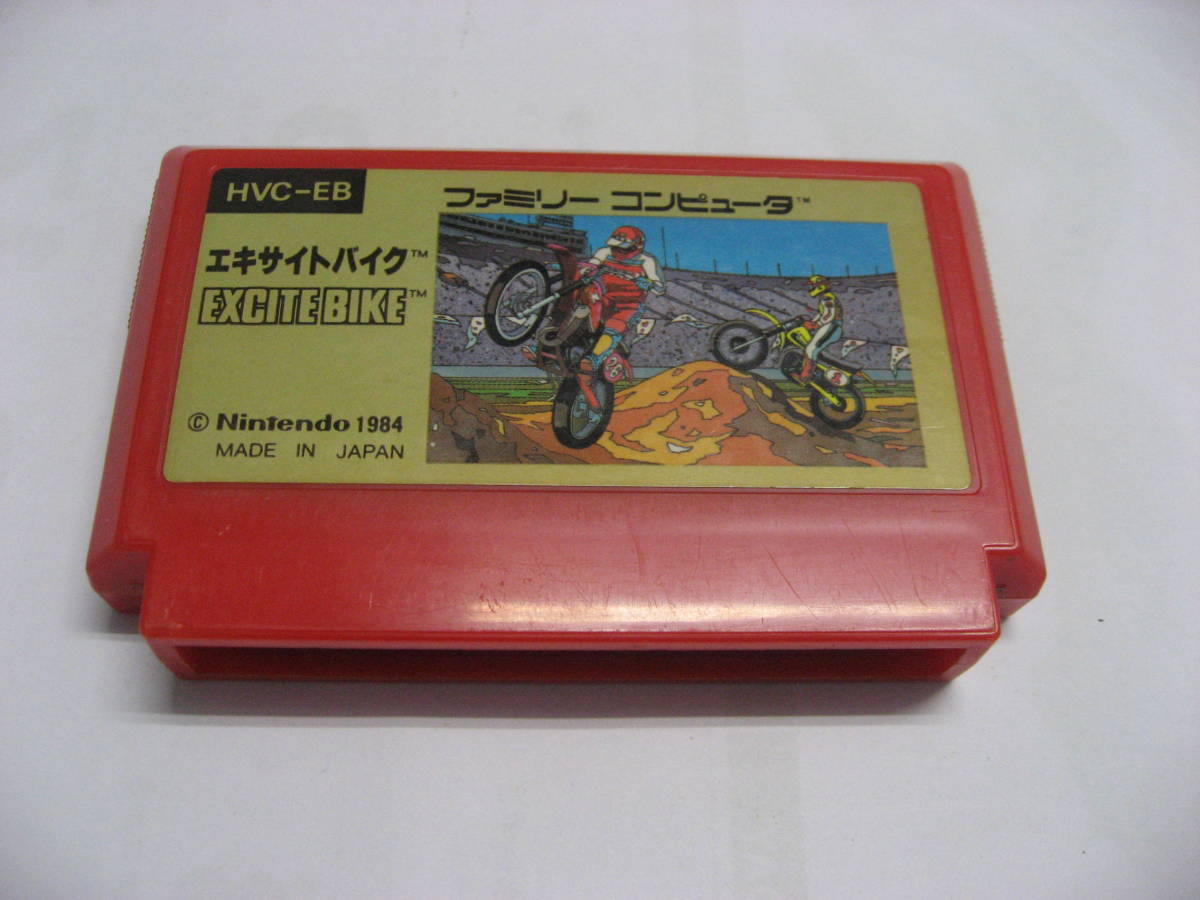 HVC-EB
ファミリー コンピュータ™
エキサイトバイク™
EXCITEBIKE™
© Nintendo 1984
MADE IN JAPAN
26